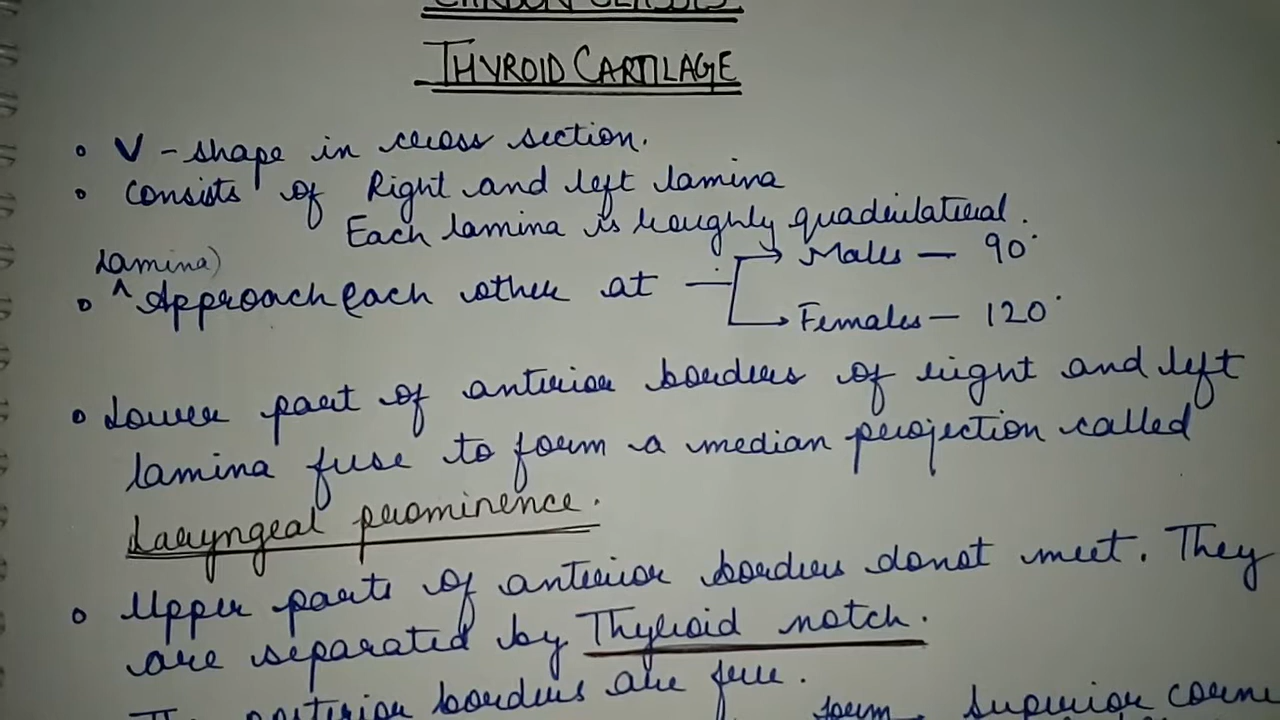 THYROID CARTILAGE
• V - shape in cross section.
• Consists of Right and left lamina
Each lamina is roughly quadrilateral.
lamina)
• ^ Approach each other at → Males — 90°
→ Females — 120°
• Lower part of anterior borders of right and left
lamina fuse to form a median projection called
Laryngeal prominence.
• Upper parts of anterior borders donot meet. They
are separated by Thyroid notch.
posterior borders are free.
form Superior